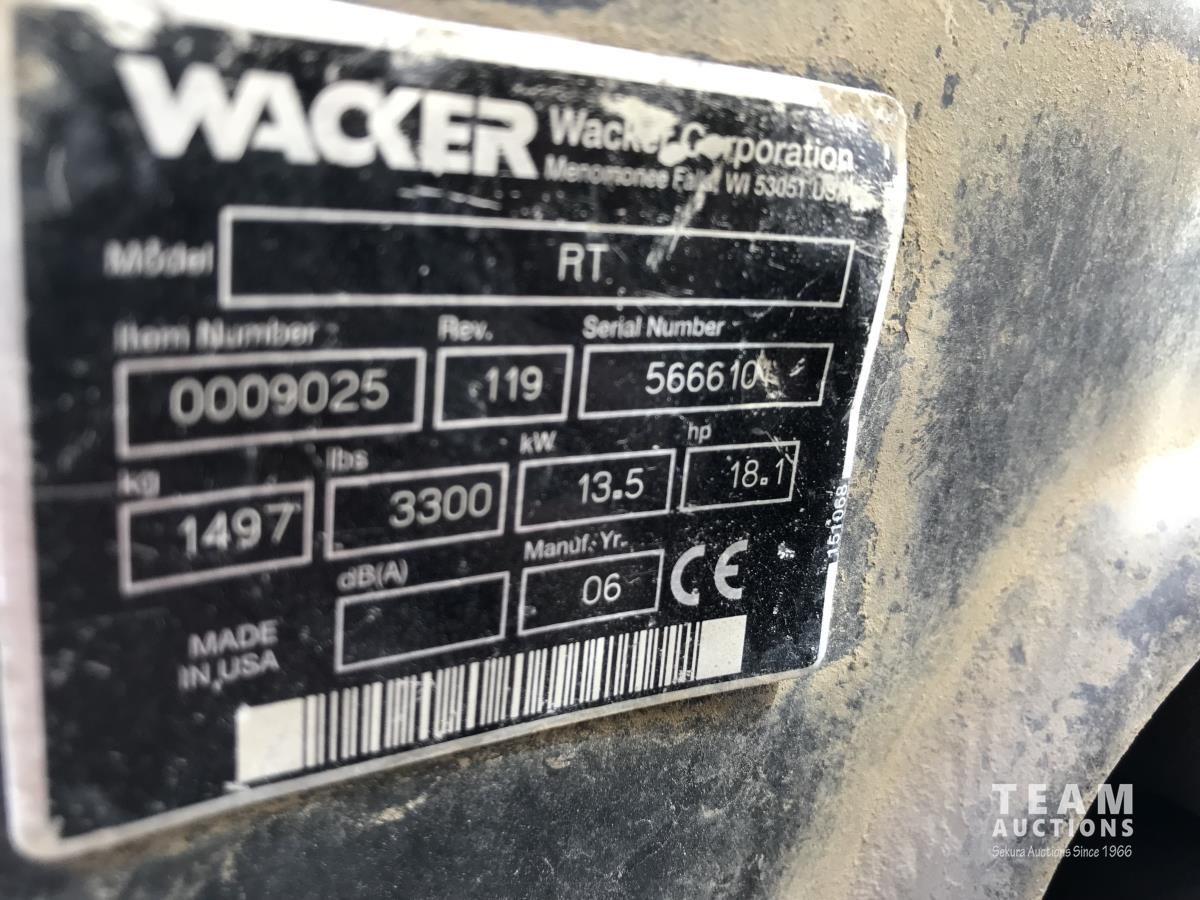 WACKER
Wacker Corporation
Menomonee Falls, WI 53051 USA
Model RT
Item Number Rev. Serial Number
0009025 119
kg lbs kW hp
1497 3300 13.5 18.1
dB(A) Manuf. Yr.
06 CE
MADE
IN USA
151068
TEAM
AUCTIONS
Sekura Auctions Since 1966